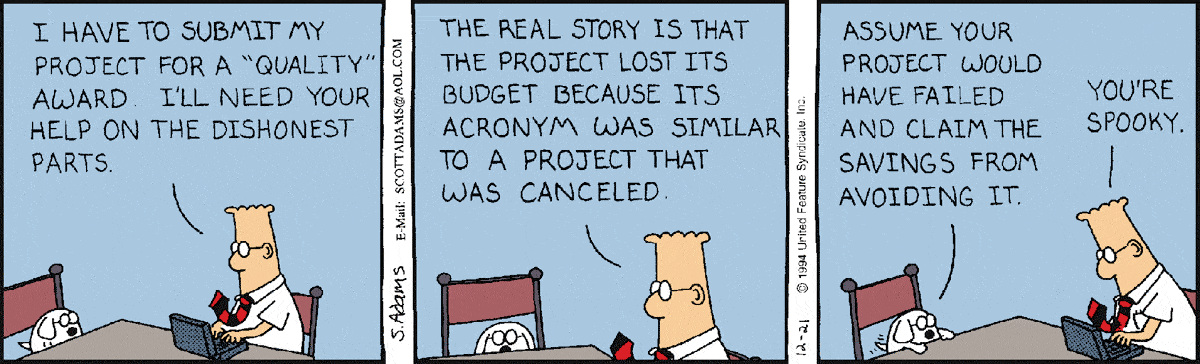 I HAVE TO SUBMIT MY
PROJECT FOR A "QUALITY"
AWARD. I'LL NEED YOUR
HELP ON THE DISHONEST
PARTS.
S. Adams
E-Mail: SCOTTADAMS@AOL.COM
THE REAL STORY IS THAT
THE PROJECT LOST ITS
BUDGET BECAUSE ITS
ACRONYM WAS SIMILAR
TO A PROJECT THAT
WAS CANCELED.
12-21
© 1994 United Feature Syndicate, Inc.
ASSUME YOUR
PROJECT WOULD
HAVE FAILED
AND CLAIM THE
SAVINGS FROM
AVOIDING IT.
YOU'RE
SPOOKY.